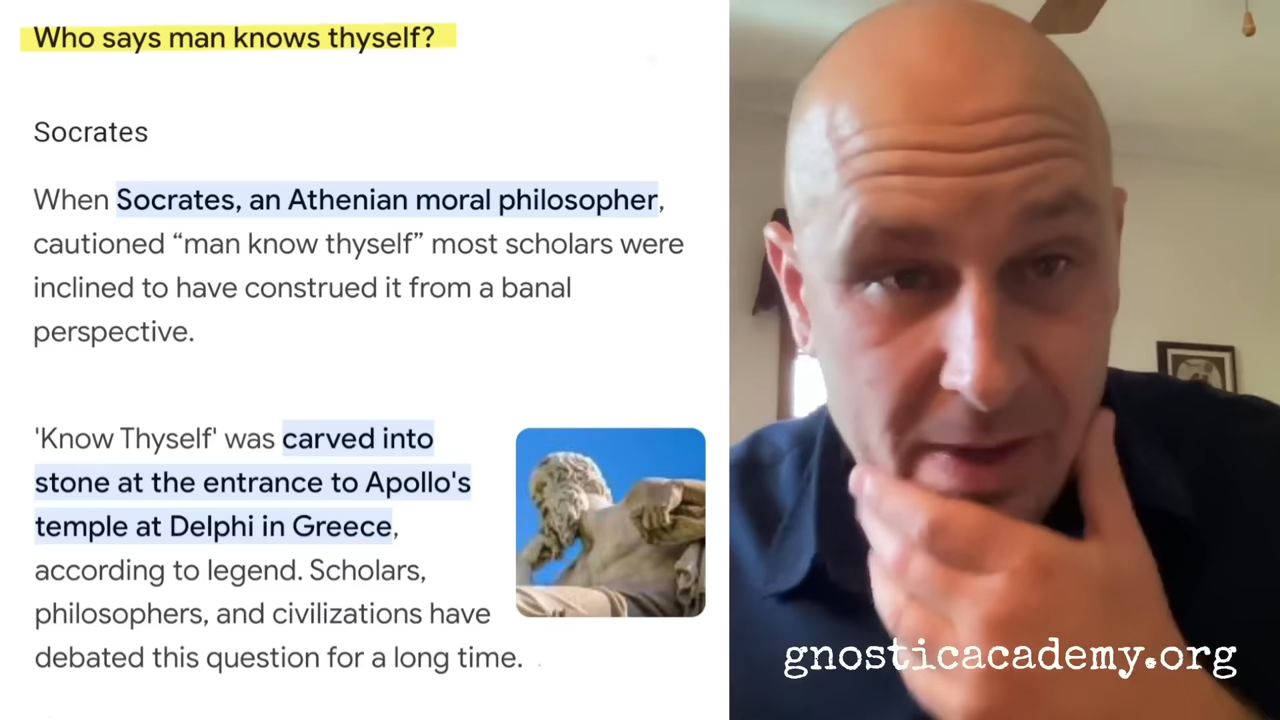 Who says man knows thyself?
Socrates
When Socrates, an Athenian moral philosopher,
cautioned “man know thyself” most scholars were
inclined to have construed it from a banal
perspective.
'Know Thyself' was carved into
stone at the entrance to Apollo's
temple at Delphi in Greece,
according to legend. Scholars,
philosophers, and civilizations have
debated this question for a long time.
gnosticacademy.org